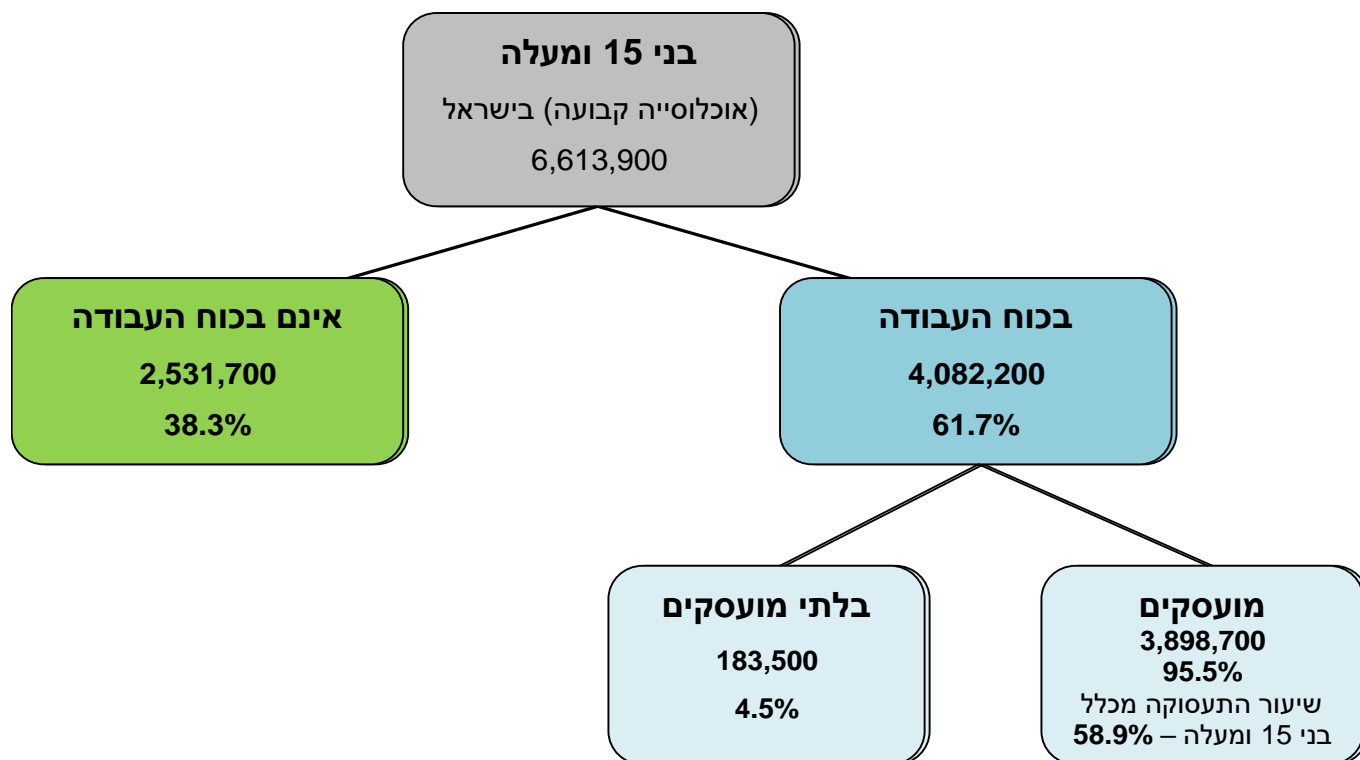 בני 15 ומעלה
(אוכלוסייה קבועה) בישראל
6,613,900
בכוח העבודה
4,082,200
61.7%
אינם בכוח העבודה
2,531,700
38.3%
מועסקים
3,898,700
95.5%
שיעור התעסוקה מכלל
בני 15 ומעלה – 58.9%
בלתי מועסקים
183,500
4.5%